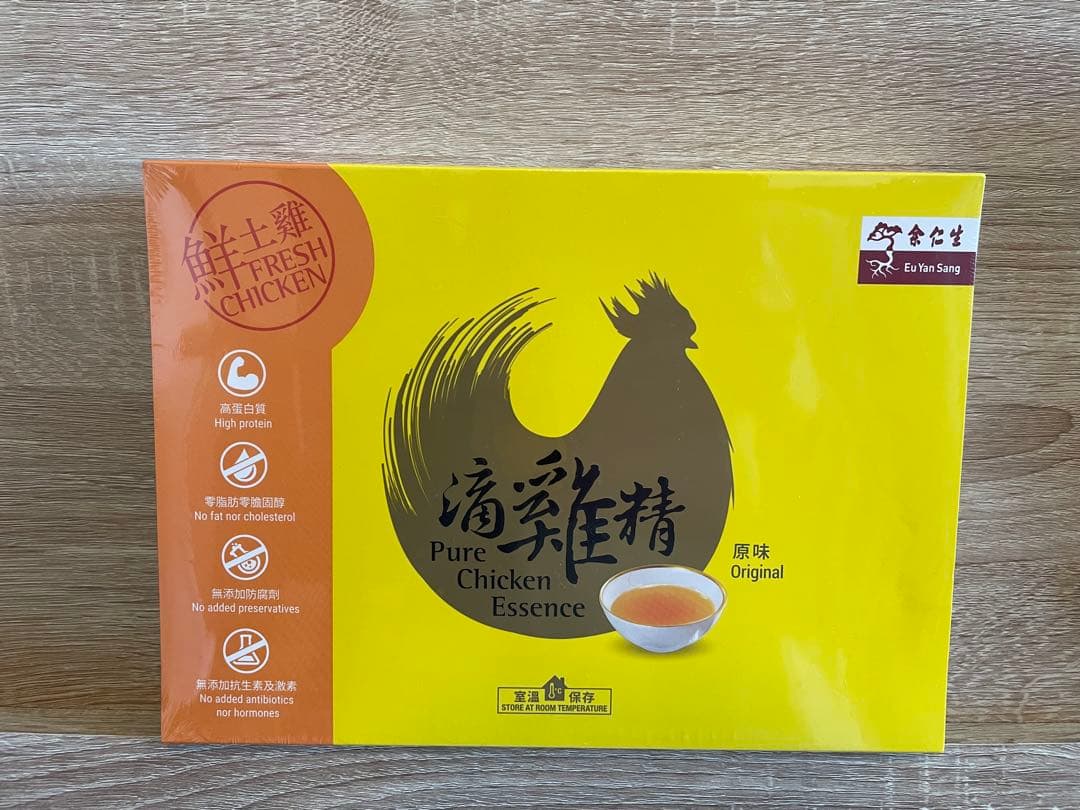 鮮土雞
FRESH
CHICKEN
高蛋白質
High protein
零脂肪零膽固醇
No fat nor cholesterol
無添加防腐劑
No added preservatives
無添加抗生素及激素
No added antibiotics
nor hormones
余仁生
Eu Yan Sang
滴雞精
Pure
Chicken
Essence
原味
Original
室溫 °C 保存
STORE AT ROOM TEMPERATURE